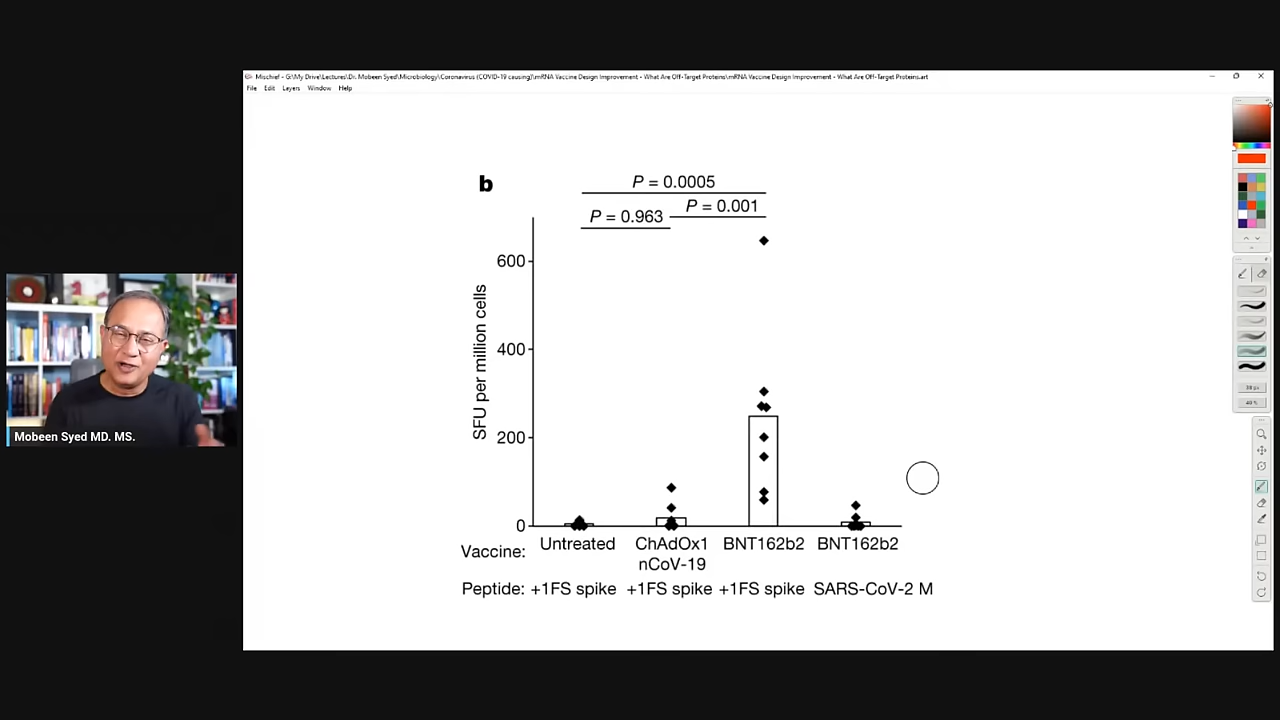 Mischief - G:\My Drive\Lectures\Dr. Mobeen Syed\Microbiology\Coronavirus (COVID-19 causing)\mRNA Vaccine Design Improvement - What Are Off-Target Proteins\mRNA Vaccine Design Improvement - What Are Off-Target Proteins.art
File Edit Layers Window Help
b
P = 0.0005
P = 0.001
P = 0.963
600
400
200
0
SFU per million cells
Vaccine: Untreated ChAdOx1 nCoV-19 BNT162b2 BNT162b2
Peptide: +1FS spike +1FS spike +1FS spike SARS-CoV-2 M
Mobeen Syed MD. MS.